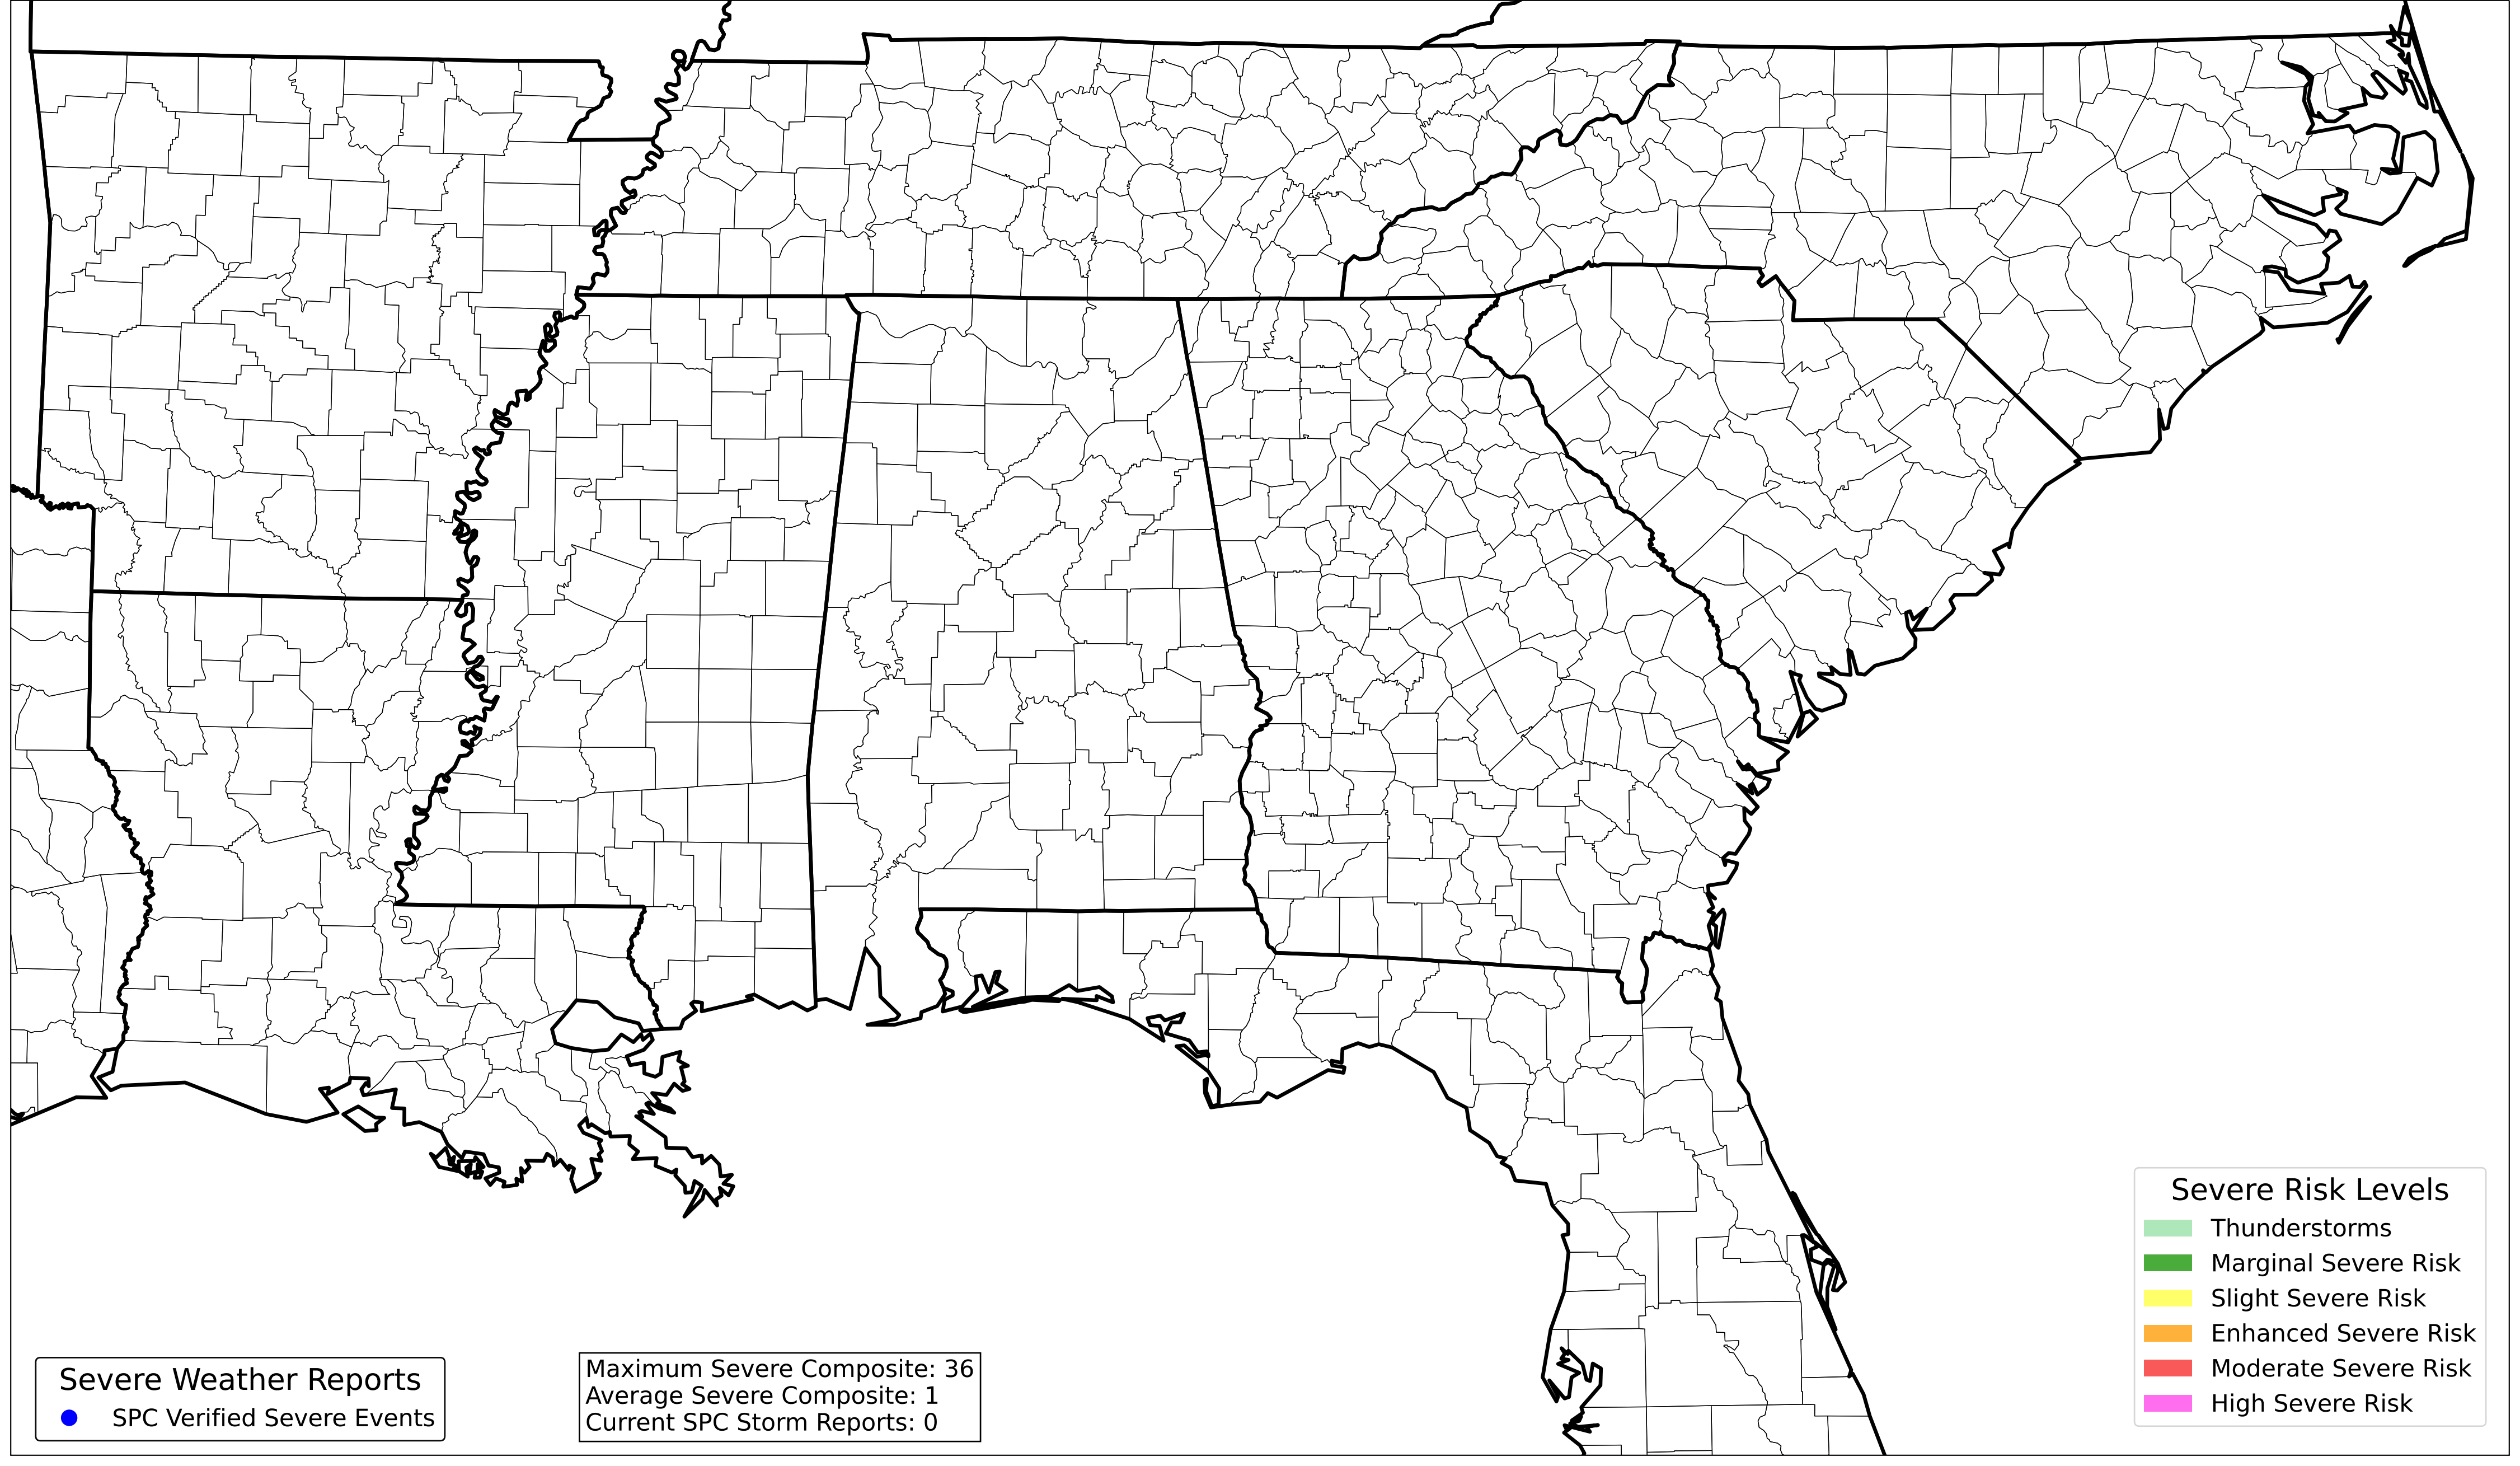 Severe Risk Levels
Thunderstorms
Marginal Severe Risk
Slight Severe Risk
Enhanced Severe Risk
Moderate Severe Risk
High Severe Risk
Severe Weather Reports
SPC Verified Severe Events
Maximum Severe Composite: 36
Average Severe Composite: 1
Current SPC Storm Reports: 0